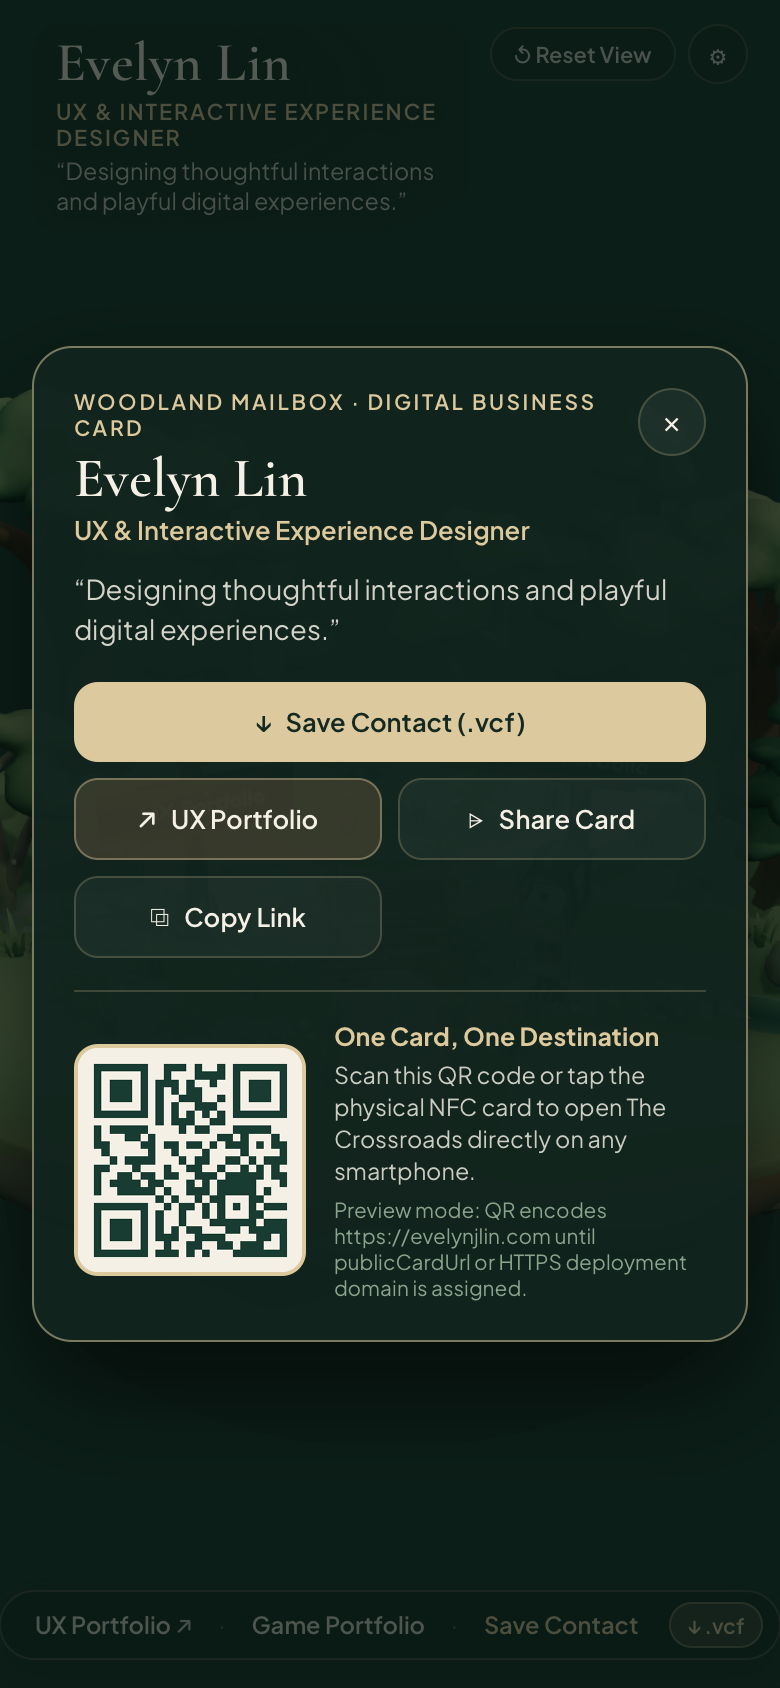 Evelyn Lin
↺ Reset View
⚙
UX & INTERACTIVE EXPERIENCE
DESIGNER
“Designing thoughtful interactions
and playful digital experiences.”
WOODLAND MAILBOX · DIGITAL BUSINESS
CARD
×
Evelyn Lin
UX & Interactive Experience Designer
“Designing thoughtful interactions and playful
digital experiences.”
↓ Save Contact (.vcf)
↗ UX Portfolio
Share Card
Copy Link
One Card, One Destination
Scan this QR code or tap the
physical NFC card to open The
Crossroads directly on any
smartphone.
Preview mode: QR encodes
https://evelynjlin.com until
publicCardUrl or HTTPS deployment
domain is assigned.
UX Portfolio ↗ · Game Portfolio · Save Contact ↓ .vcf